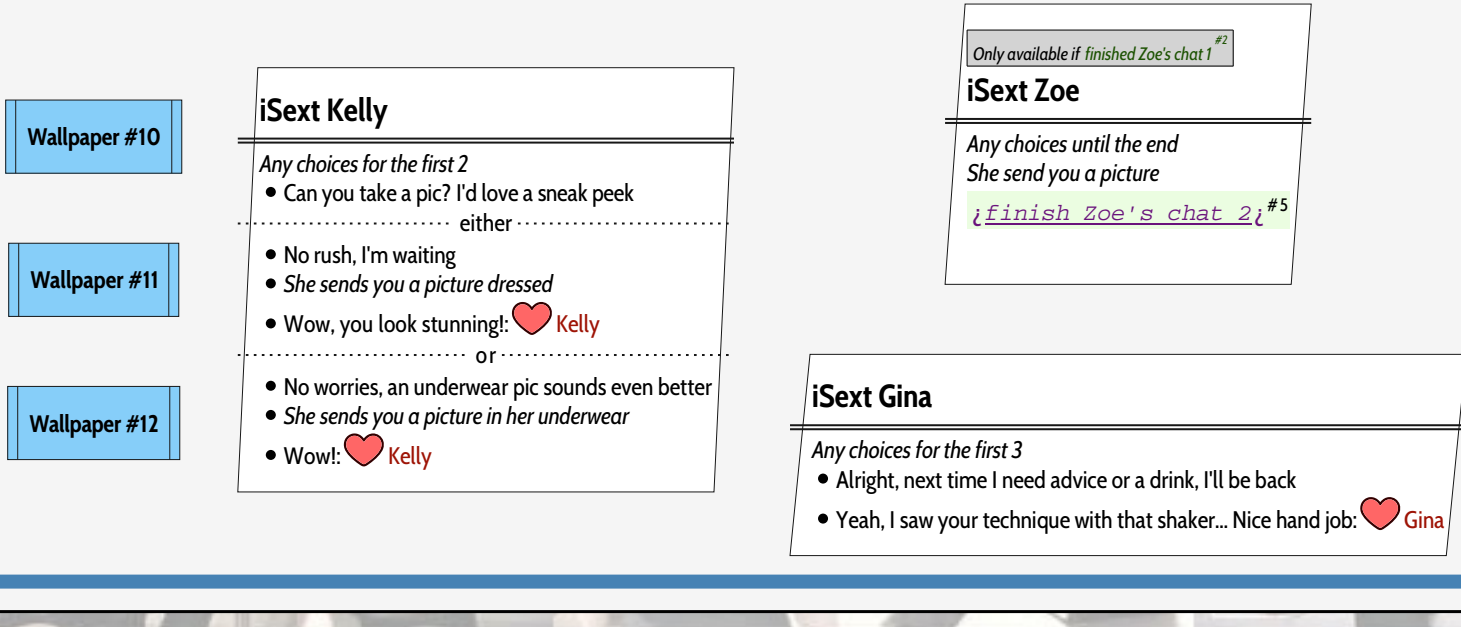 Wallpaper #10
Wallpaper #11
Wallpaper #12
iSext Kelly
Any choices for the first 2
• Can you take a pic? I'd love a sneak peek
either
• No rush, I'm waiting
• She sends you a picture dressed
• Wow, you look stunning!: Kelly
or
• No worries, an underwear pic sounds even better
• She sends you a picture in her underwear
• Wow!: Kelly
Only available if finished Zoe's chat 1 #2
iSext Zoe
Any choices until the end
She send you a picture
¿finish Zoe's chat 2¿ #5
iSext Gina
Any choices for the first 3
• Alright, next time I need advice or a drink, I'll be back
• Yeah, I saw your technique with that shaker... Nice hand job: Gina